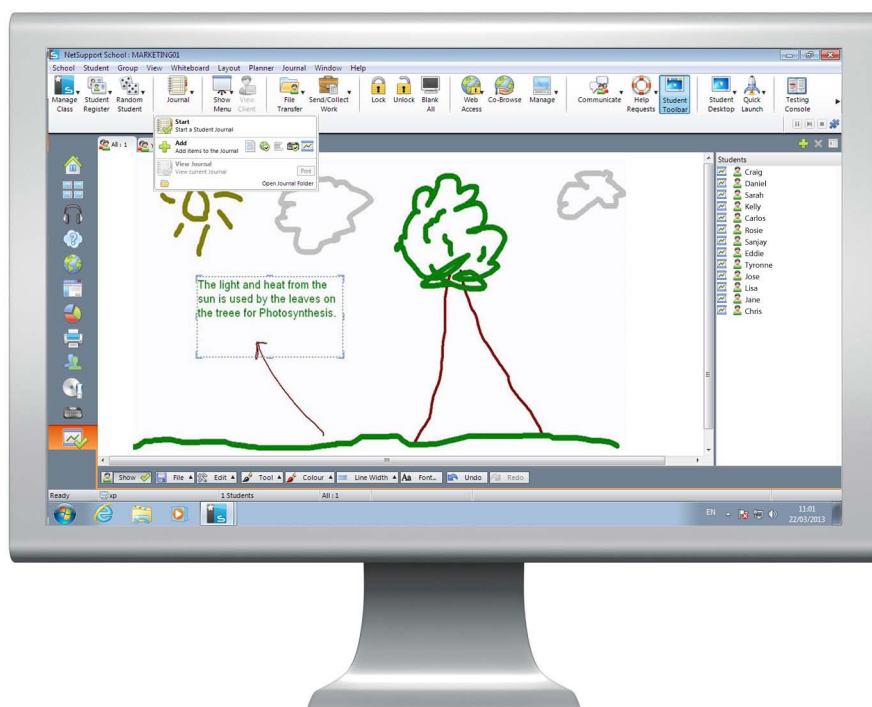 NetSupport School : MARKETING01
School Student Group View Whiteboard Layout Planner Journal Window Help
Manage Class
Student Register
Random Student
Journal
Show Menu
View Client
File Transfer
Send/Collect Work
Lock
Unlock
Blank All
Web Access
Co-Browse
Manage
Communicate
Help Requests
Student Toolbar
Student Desktop
Quick Launch
Testing Console
Start
Start a Student Journal
Add
Add items to the Journal
View Journal
View current Journal
Print
Open Journal Folder
All : 1
Students
Craig
Daniel
Sarah
Kelly
Carlos
Rosie
Sanjay
Eddie
Tyronne
Jose
Lisa
Jane
Chris
The light and heat from the
sun is used by the leaves on
the treee for Photosynthesis.
Show File Edit Tool Colour Line Width Aa Font... Undo Redo
Ready xp 1 Students All : 1
EN 11:01
22/03/2013